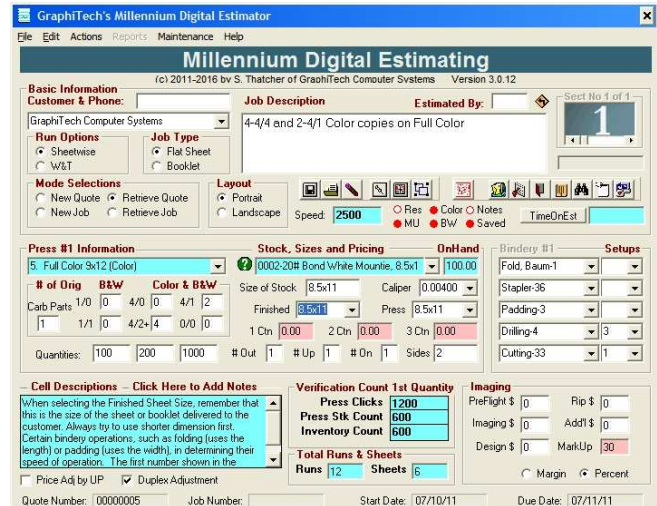 GraphiTech's Millennium Digital Estimator
File Edit Actions Reports Maintenance Help
Millennium Digital Estimating
(c) 2011-2016 by S. Thatcher of GraphiTech Computer Systems Version 3.0.12
Basic Information
Customer & Phone:
Job Description
Estimated By:
Sect No 1 of 1
GraphiTech Computer Systems
4-4/4 and 2-4/1 Color copies on Full Color
1
Run Options
Job Type
Sheetwise
Flat Sheet
W&T
Booklet
Mode Selections
Layout
New Quote
Retrieve Quote
Portrait
New Job
Retrieve Job
Landscape
Speed: 2500
Res Color Notes
MU BW Saved
TimeOnEst
Press #1 Information
Stock, Sizes and Pricing
OnHand
Bindery #1
Setups
5. Full Color 9x12 (Color)
0002-20# Bond White Mountie, 8.5x1
100.00
Fold, Baum-1
# of Orig B&W Color & B&W
Size of Stock 8.5x11 Caliper 0.00400
Stapler-36
Carb Parts 1/0 0 4/0 0 4/1 2
Finished 8.5x11 Press 8.5x11
Padding-3
1 1/1 0 4/2+ 4 0/0 0
1 Ctn 0.00 2 Ctn 0.00 3 Ctn 0.00
Drilling-4 3
Quantities: 100 200 1000
# Out 1 # Up 1 # On 1 Sides 2
Cutting-33 1
Cell Descriptions - Click Here to Add Notes
When selecting the Finished Sheet Size, remember that
this is the size of the sheet or booklet delivered to the
customer. Always try to use shorter dimension first.
Certain bindery operations, such as folding (uses the
length) or padding (uses the width), in determining their
speed of operation. The first number shown in the
Verification Count 1st Quantity
Press Clicks 1200
Press Stk Count 600
Inventory Count 600
Total Runs & Sheets
Runs 12 Sheets 6
Imaging
PreFlight $ 0 Rip $ 0
Imaging $ 0 Add'l $ 0
Design $ 0 MarkUp 30
Margin Percent
Price Adj by UP
Duplex Adjustment
Quote Number: 00000005 Job Number: Start Date: 07/10/11 Due Date: 07/11/11